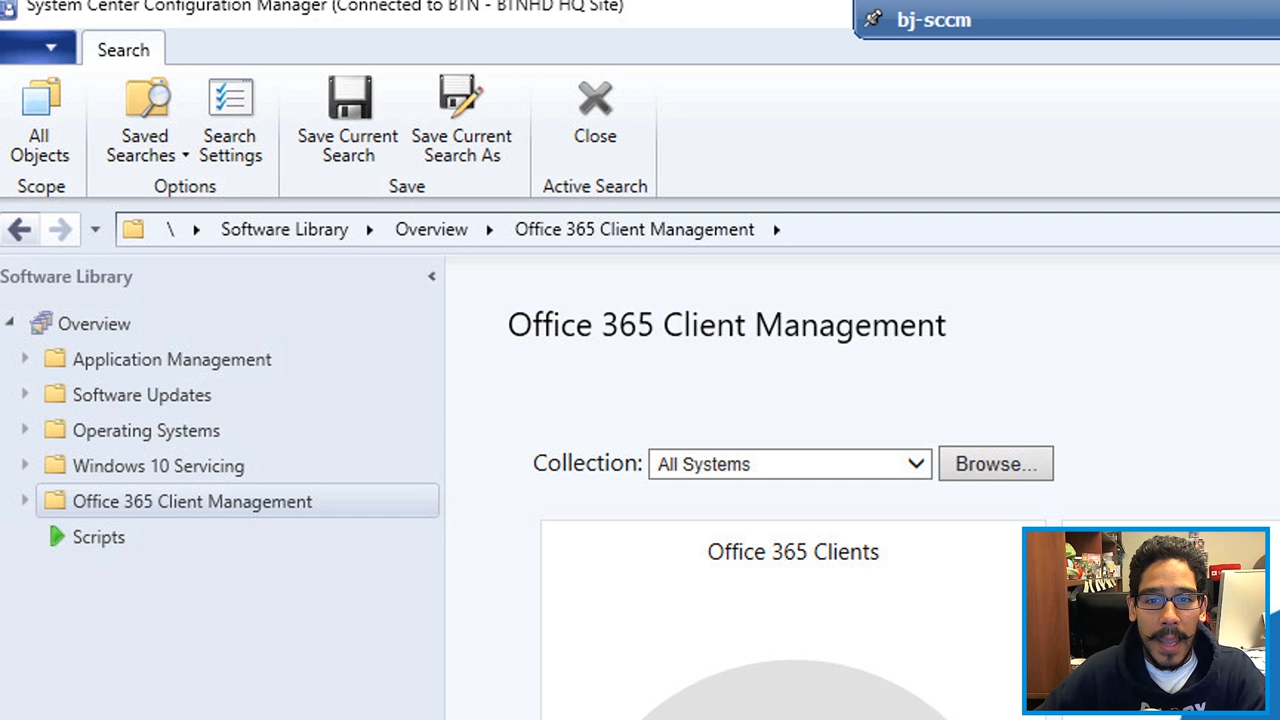 System Center Configuration Manager (Connected to BTN - BTNHD HQ Site)
bj-sccm
Search
All
Objects
Saved
Searches
Search
Settings
Save Current
Search
Save Current
Search As
Close
Scope
Options
Save
Active Search
\ Software Library Overview Office 365 Client Management
Software Library
Overview
Application Management
Software Updates
Operating Systems
Windows 10 Servicing
Office 365 Client Management
Scripts
Office 365 Client Management
Collection: All Systems Browse...
Office 365 Clients